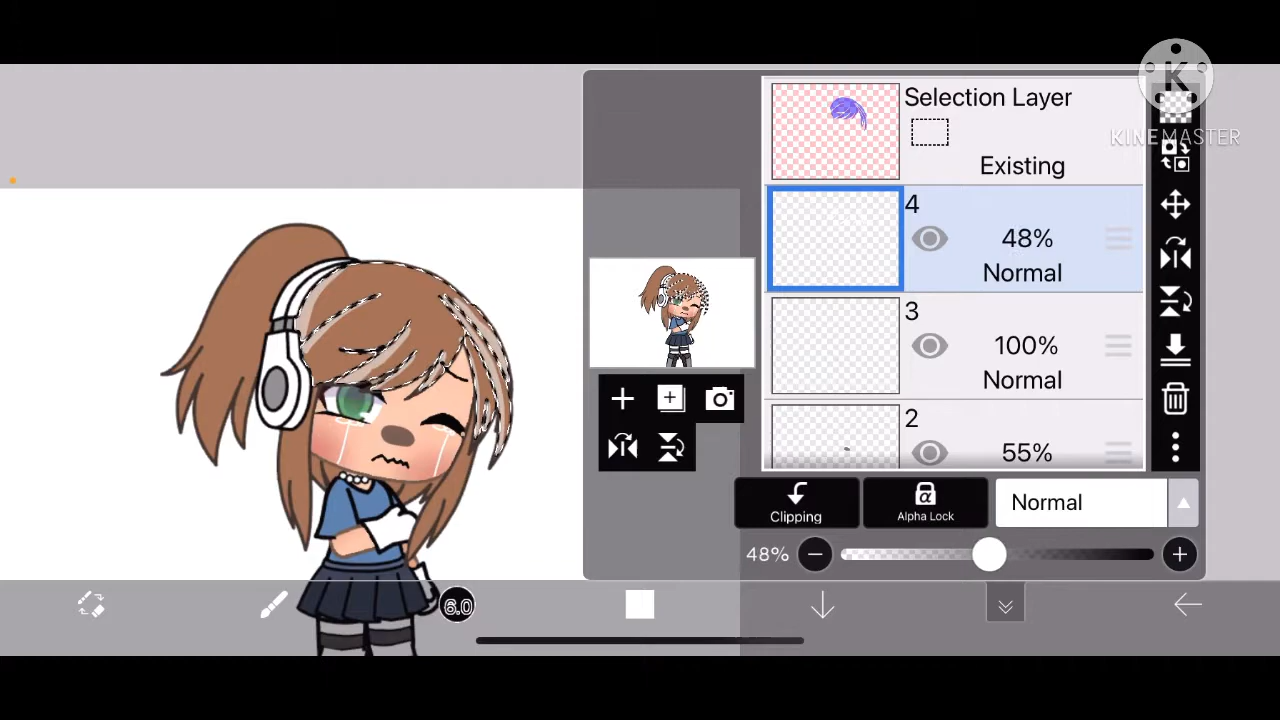 Selection Layer
Existing
K
KINEMASTER
4
48%
Normal
3
100%
Normal
2
55%
Clipping
α
Alpha Lock
Normal
48%
6.0